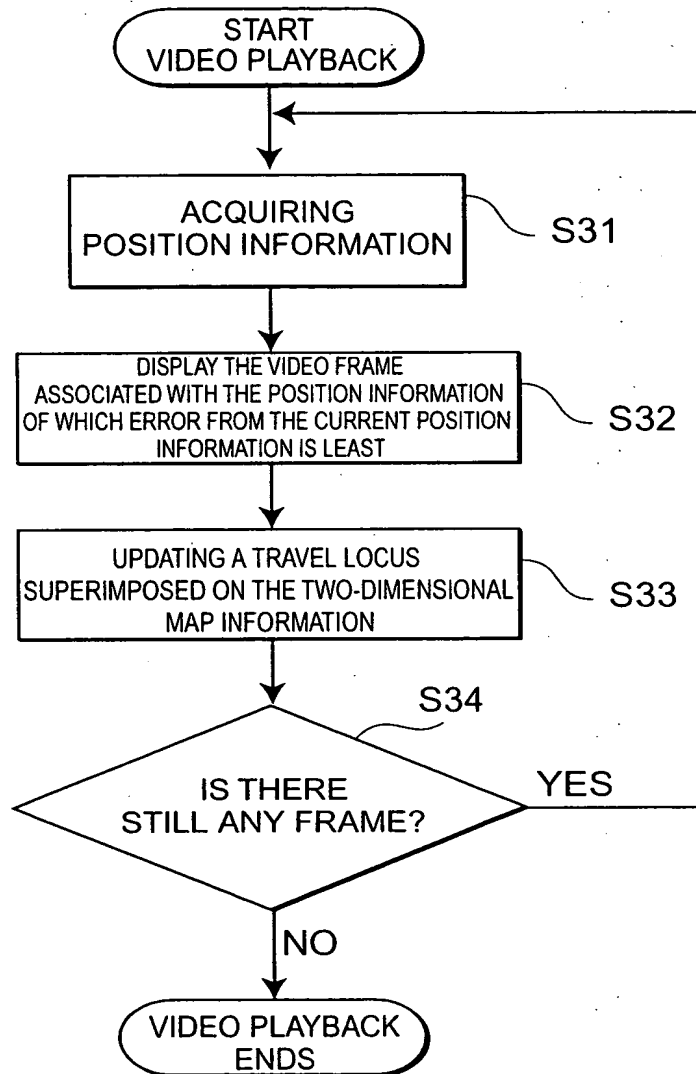 START
VIDEO PLAYBACK
ACQUIRING
POSITION INFORMATION
S31
DISPLAY THE VIDEO FRAME
ASSOCIATED WITH THE POSITION INFORMATION
OF WHICH ERROR FROM THE CURRENT POSITION
INFORMATION IS LEAST
S32
UPDATING A TRAVEL LOCUS
SUPERIMPOSED ON THE TWO-DIMENSIONAL
MAP INFORMATION
S33
S34
IS THERE
STILL ANY FRAME?
YES
NO
VIDEO PLAYBACK
ENDS